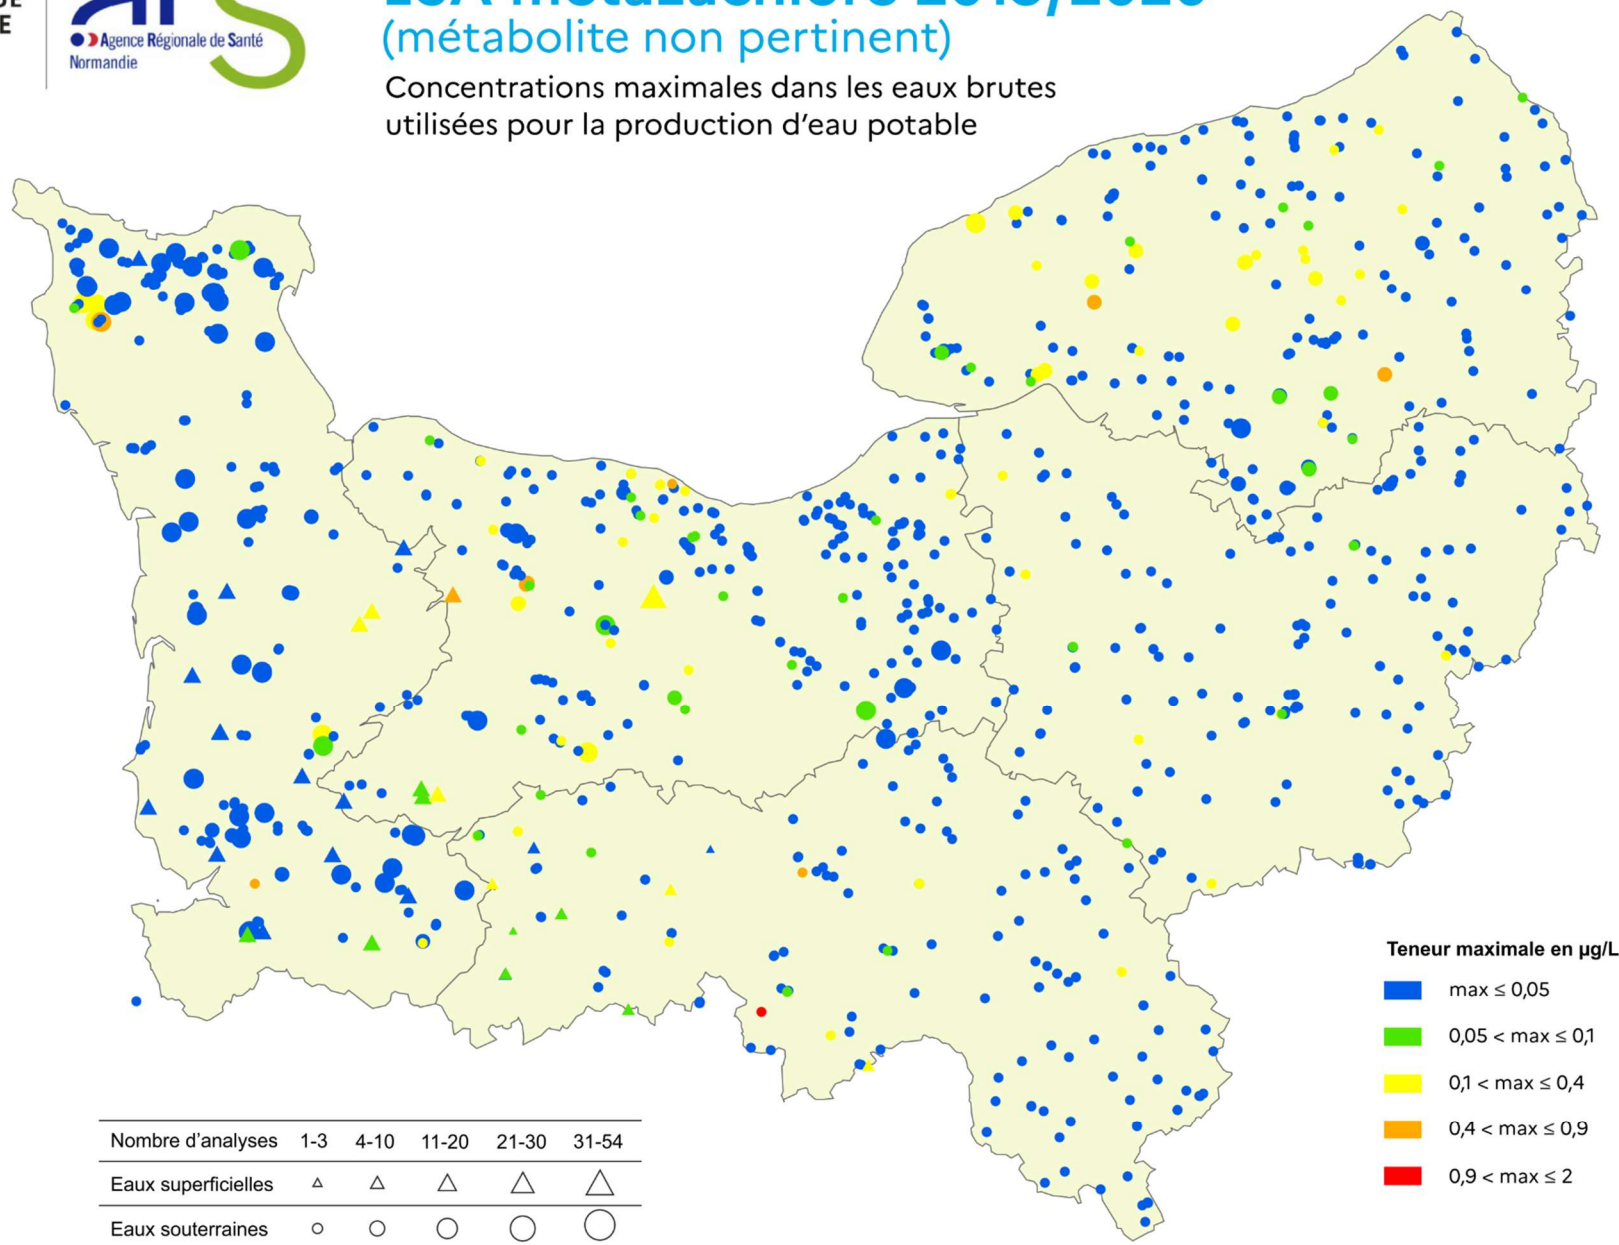 Agence Régionale de Santé
Normandie
(métabolite non pertinent)
Concentrations maximales dans les eaux brutes
utilisées pour la production d’eau potable
Teneur maximale en µg/L
max ≤ 0,05
0,05 < max ≤ 0,1
0,1 < max ≤ 0,4
0,4 < max ≤ 0,9
0,9 < max ≤ 2
Nombre d’analyses 1-3 4-10 11-20 21-30 31-54
Eaux superficielles
Eaux souterraines